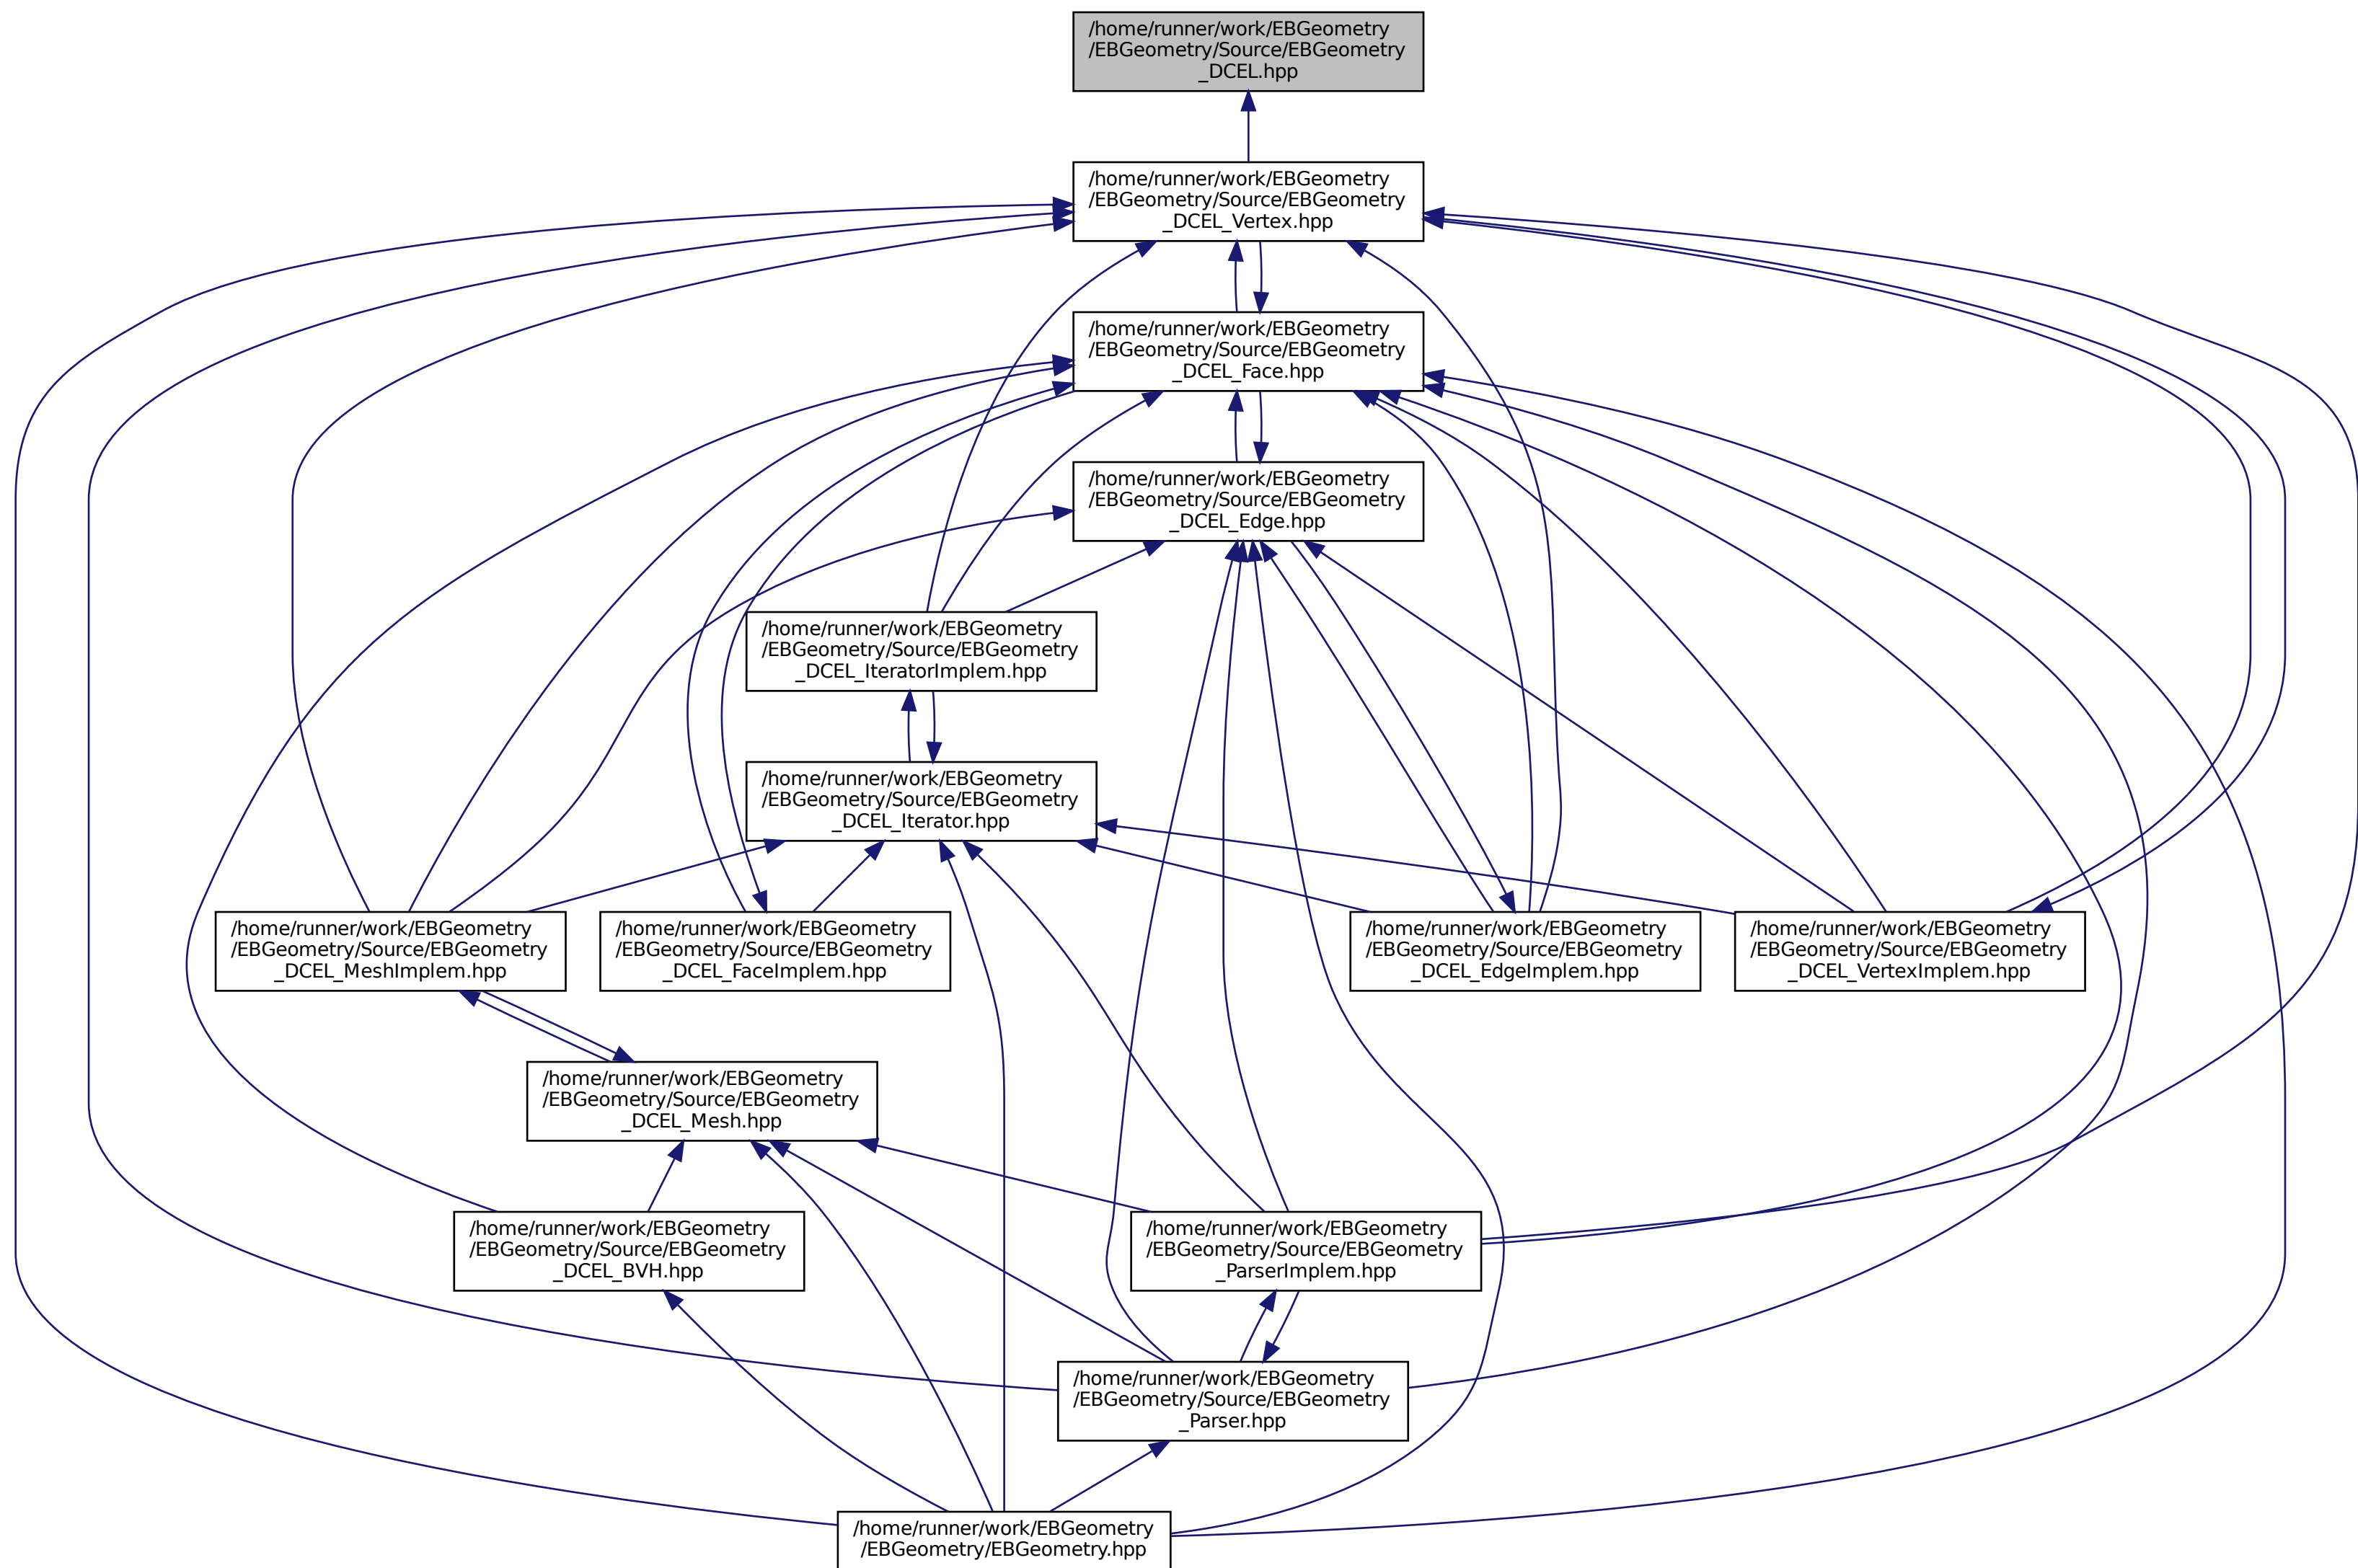 /home/runner/work/EBGeometry
/EBGeometry/Source/EBGeometry
_DCEL.hpp
/home/runner/work/EBGeometry
/EBGeometry/Source/EBGeometry
_DCEL_Vertex.hpp
/home/runner/work/EBGeometry
/EBGeometry/Source/EBGeometry
_DCEL_Face.hpp
/home/runner/work/EBGeometry
/EBGeometry/Source/EBGeometry
_DCEL_Edge.hpp
/home/runner/work/EBGeometry
/EBGeometry/Source/EBGeometry
_DCEL_IteratorImplem.hpp
/home/runner/work/EBGeometry
/EBGeometry/Source/EBGeometry
_DCEL_Iterator.hpp
/home/runner/work/EBGeometry
/EBGeometry/Source/EBGeometry
_DCEL_MeshImplem.hpp
/home/runner/work/EBGeometry
/EBGeometry/Source/EBGeometry
_DCEL_FaceImplem.hpp
/home/runner/work/EBGeometry
/EBGeometry/Source/EBGeometry
_DCEL_EdgeImplem.hpp
/home/runner/work/EBGeometry
/EBGeometry/Source/EBGeometry
_DCEL_VertexImplem.hpp
/home/runner/work/EBGeometry
/EBGeometry/Source/EBGeometry
_DCEL_Mesh.hpp
/home/runner/work/EBGeometry
/EBGeometry/Source/EBGeometry
_DCEL_BVH.hpp
/home/runner/work/EBGeometry
/EBGeometry/Source/EBGeometry
_ParserImplem.hpp
/home/runner/work/EBGeometry
/EBGeometry/Source/EBGeometry
_Parser.hpp
/home/runner/work/EBGeometry
/EBGeometry/EBGeometry.hpp